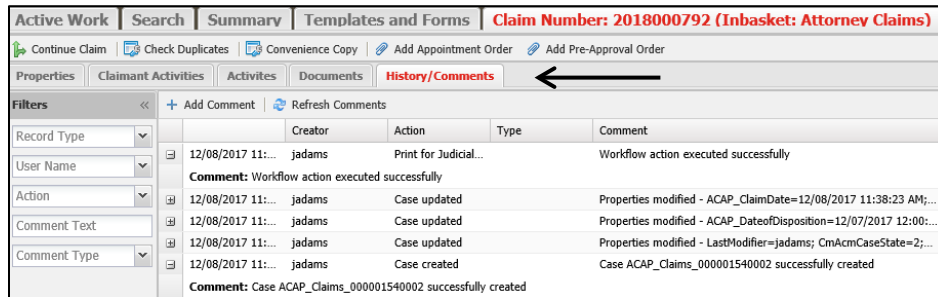 Active Work Search Summary Templates and Forms Claim Number: 2018000792 (Inbasket: Attorney Claims)
Continue Claim Check Duplicates Convenience Copy Add Appointment Order Add Pre-Approval Order
Properties Claimant Activities Activites Documents History/Comments
Filters « + Add Comment Refresh Comments
Record Type
User Name
Action
Comment Text
Comment Type
Creator Action Type Comment
12/08/2017 11:... jadams Print for Judicial... Workflow action executed successfully
Comment: Workflow action executed successfully
12/08/2017 11:... jadams Case updated Properties modified - ACAP_ClaimDate=12/08/2017 11:38:23 AM;...
12/08/2017 11:... jadams Case updated Properties modified - ACAP_DateofDisposition=12/07/2017 12:00:...
12/08/2017 11:... jadams Case updated Properties modified - LastModifier=jadams; CmAcmCaseState=2;...
12/08/2017 11:... jadams Case created Case ACAP_Claims_000001540002 successfully created
Comment: Case ACAP_Claims_000001540002 successfully created